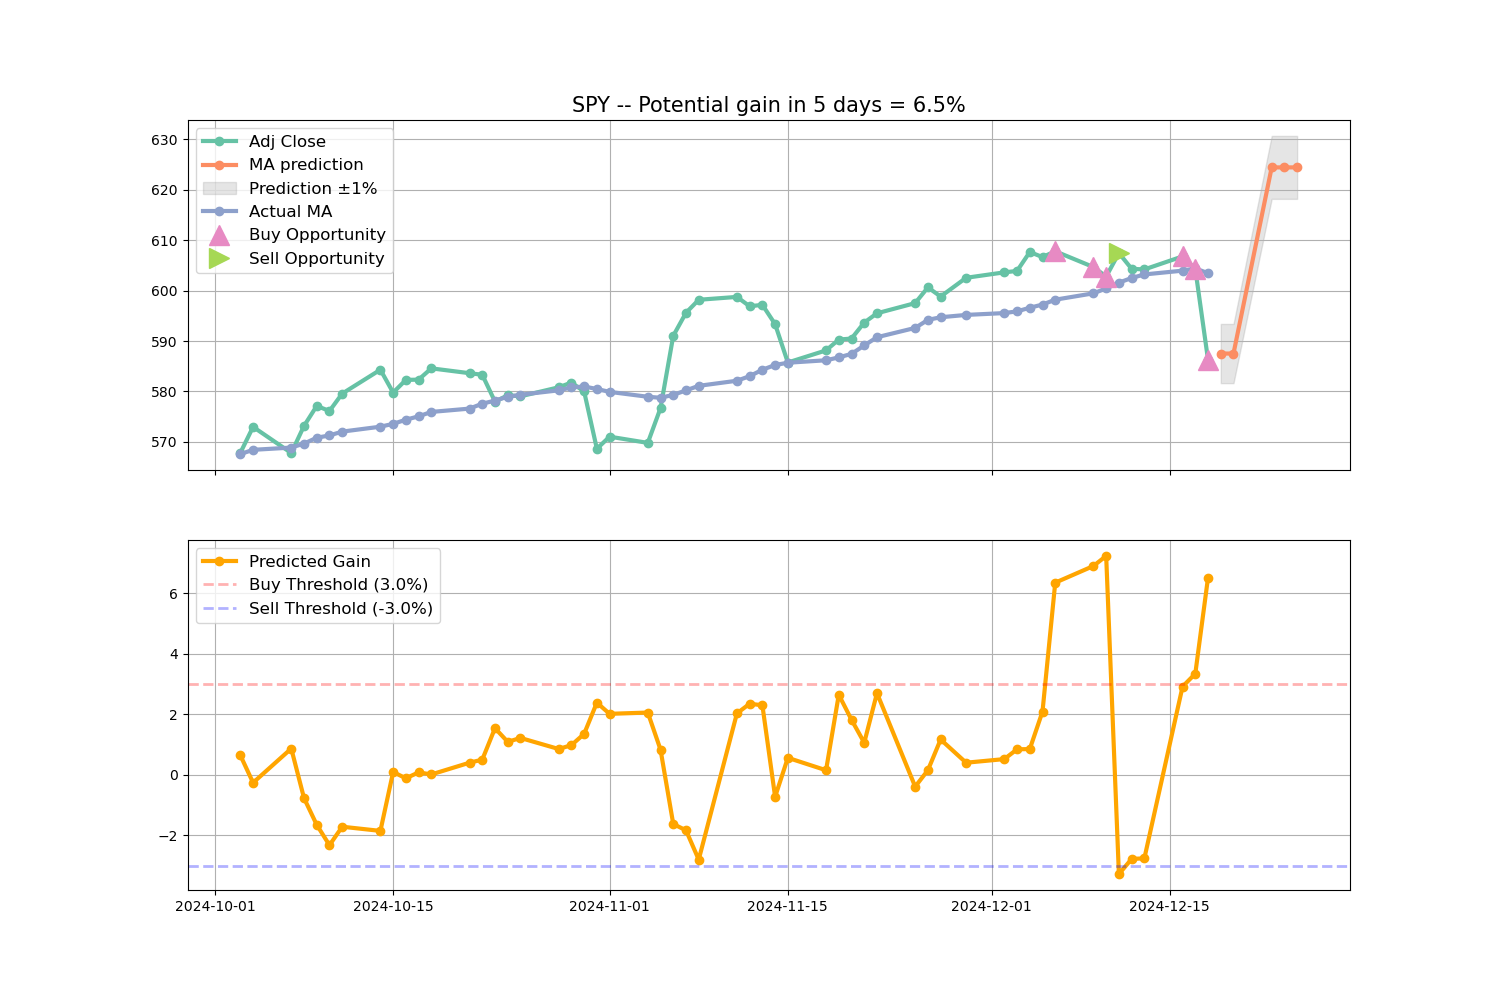 SPY -- Potential gain in 5 days = 6.5%
630
620
610
600
590
580
570
Adj Close
MA prediction
Prediction ±1%
Actual MA
Buy Opportunity
Sell Opportunity
6
4
2
0
−2
Predicted Gain
Buy Threshold (3.0%)
Sell Threshold (-3.0%)
2024-10-01
2024-10-15
2024-11-01
2024-11-15
2024-12-01
2024-12-15